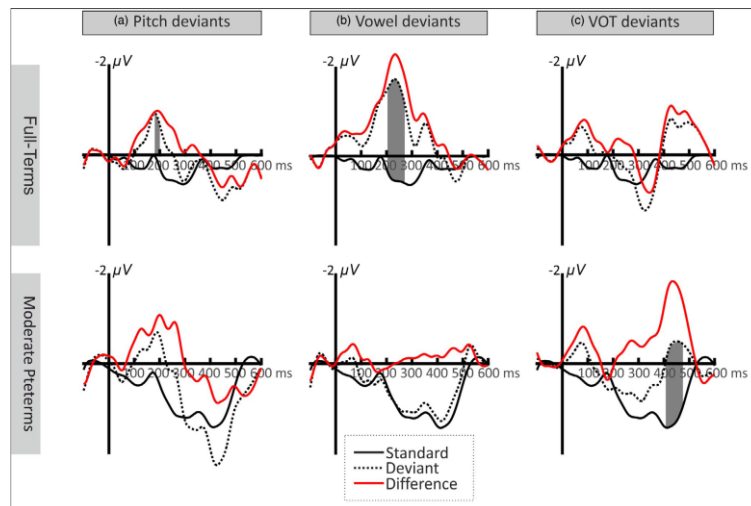 (a) Pitch deviants
(b) Vowel deviants
(c) VOT deviants
Full-Terms
-2 μV
100 200 300 400 500 600 ms
-2 μV
100 200 300 400 500 600 ms
-2 μV
100 200 300 400 500 600 ms
Moderate Pteterms
-2 μV
100 200 300 400 500 600 ms
-2 μV
100 200 300 400 500 600 ms
-2 μV
100 200 300 400 500 600 ms
Standard
Deviant
Difference